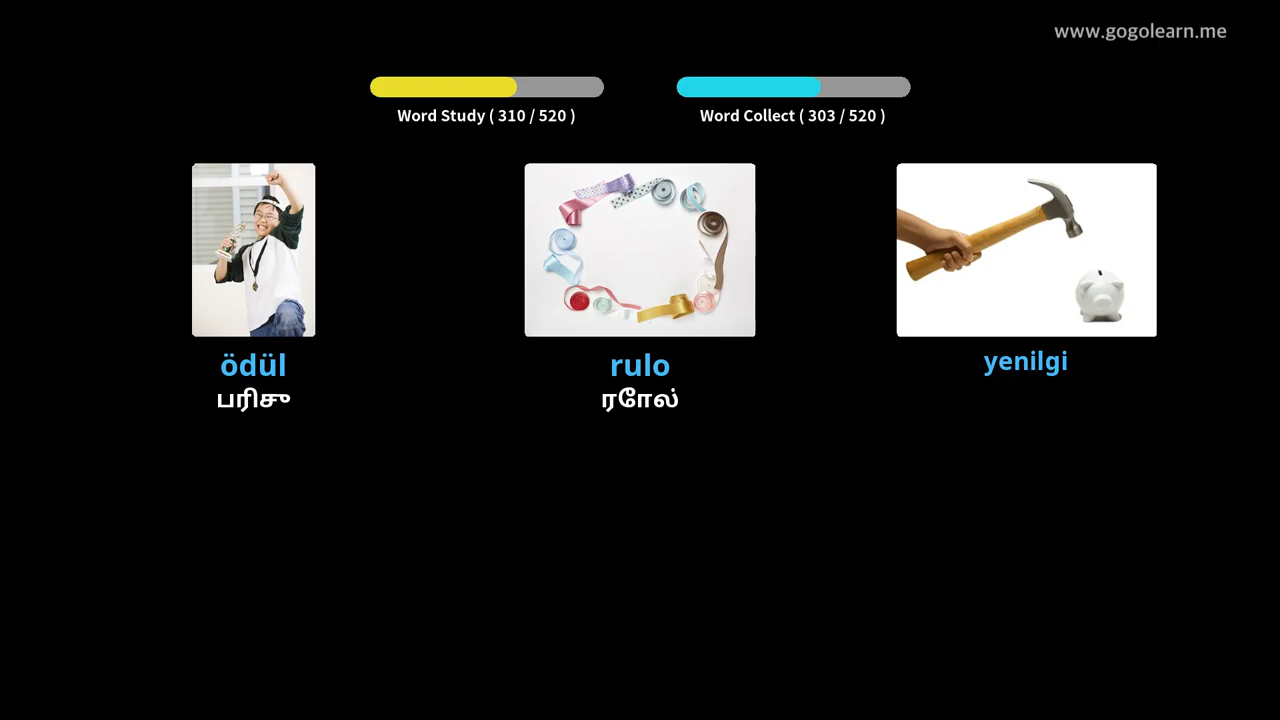 www.gogolearn.me
Word Study ( 310 / 520 )
Word Collect ( 303 / 520 )
ödül
பரிசு
rulo
ரோல்
yenilgi